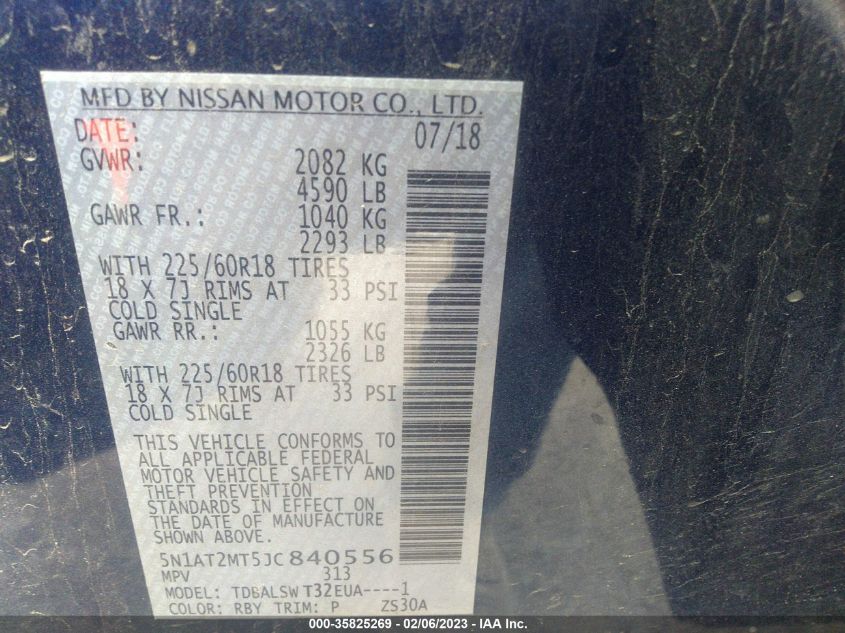 MFD BY NISSAN MOTOR CO., LTD.
DATE: 07/18
GVWR: 2082 KG
4590 LB
GAWR FR.: 1040 KG
2293 LB
WITH 225/60R18 TIRES
18 X 7J RIMS AT 33 PSI
COLD SINGLE
GAWR RR.: 1055 KG
2326 LB
WITH 225/60R18 TIRES
18 X 7J RIMS AT 33 PSI
COLD SINGLE
THIS VEHICLE CONFORMS TO
ALL APPLICABLE FEDERAL
MOTOR VEHICLE SAFETY AND
THEFT PREVENTION
STANDARDS IN EFFECT ON
THE DATE OF MANUFACTURE
SHOWN ABOVE.
5N1AT2MT5JC840556
MPV 313
MODEL: TDBALSW T32EUA----1
COLOR: RBY TRIM: P ZS30A
000-35825269 - 02/06/2023 - IAA Inc.